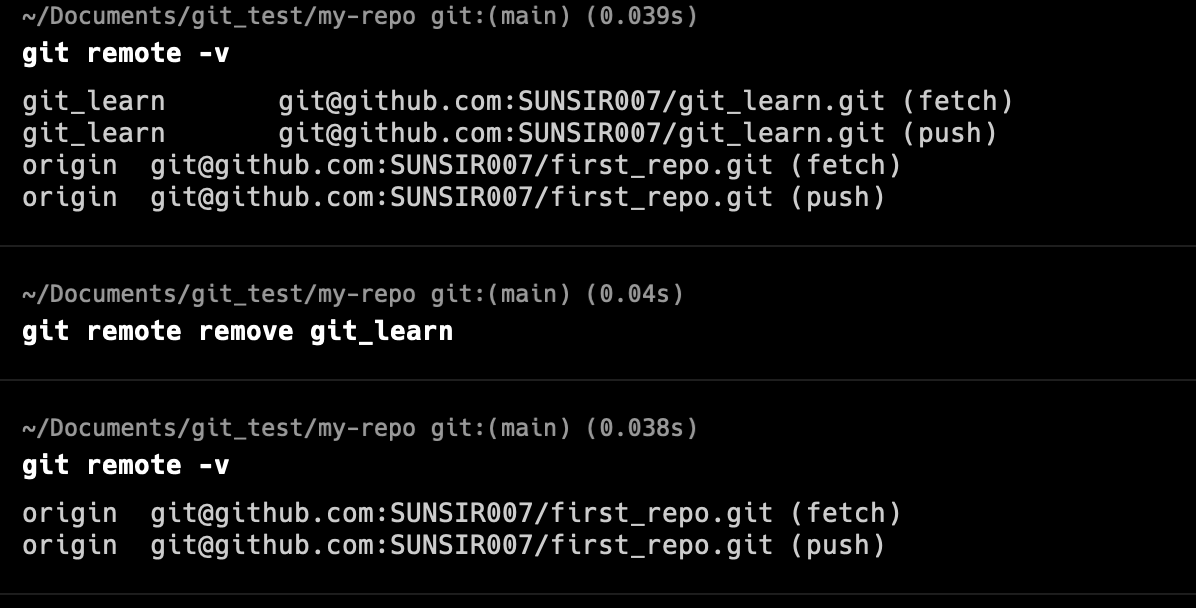 ~/Documents/git_test/my-repo git:(main) (0.039s)
git remote -v
git_learn       git@github.com:SUNSIR007/git_learn.git (fetch)
git_learn       git@github.com:SUNSIR007/git_learn.git (push)
origin  git@github.com:SUNSIR007/first_repo.git (fetch)
origin  git@github.com:SUNSIR007/first_repo.git (push)
~/Documents/git_test/my-repo git:(main) (0.04s)
git remote remove git_learn
~/Documents/git_test/my-repo git:(main) (0.038s)
git remote -v
origin  git@github.com:SUNSIR007/first_repo.git (fetch)
origin  git@github.com:SUNSIR007/first_repo.git (push)